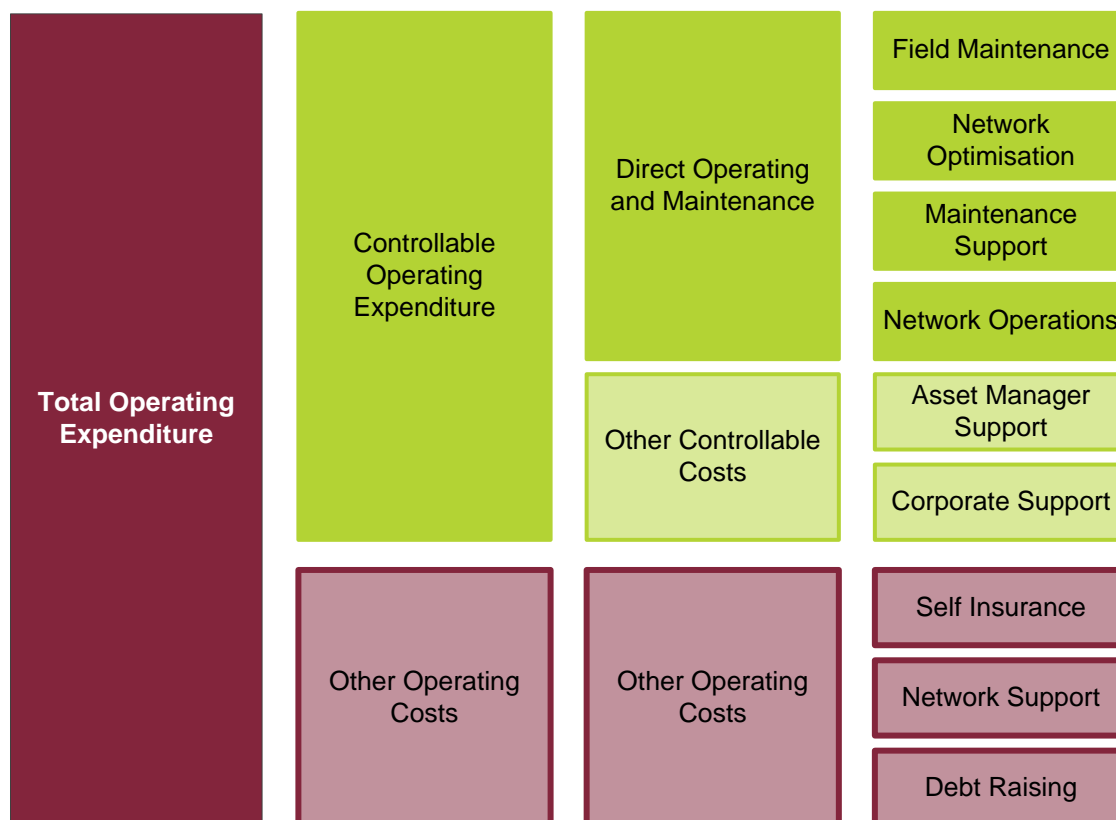 Total Operating
Expenditure
Controllable
Operating
Expenditure
Other Operating
Costs
Direct Operating
and Maintenance
Other Controllable
Costs
Other Operating
Costs
Field Maintenance
Network
Optimisation
Maintenance
Support
Network Operations
Asset Manager
Support
Corporate Support
Self Insurance
Network Support
Debt Raising